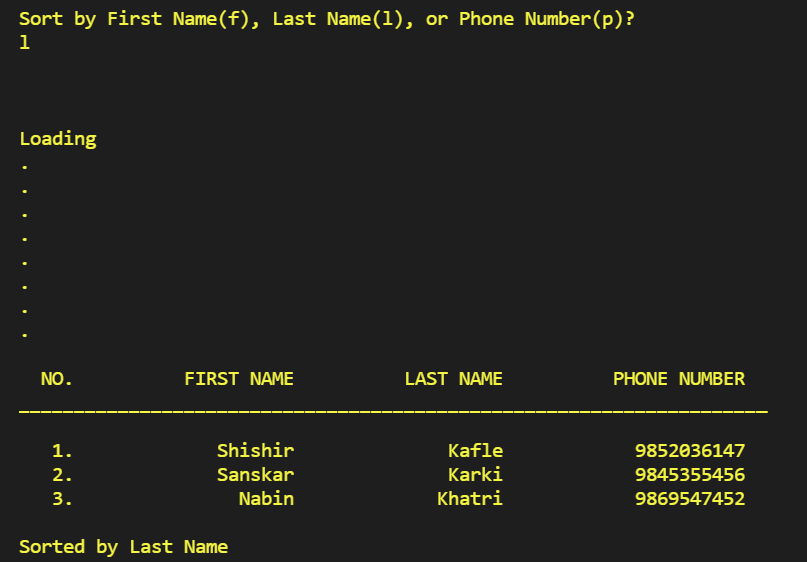 Sort by First Name(f), Last Name(l), or Phone Number(p)?
l
Loading
.
.
.
.
.
.
.
.
NO. FIRST NAME LAST NAME PHONE NUMBER
____________________________________________________________________
1. Shishir Kafle 9852036147
2. Sanskar Karki 9845355456
3. Nabin Khatri 9869547452
Sorted by Last Name